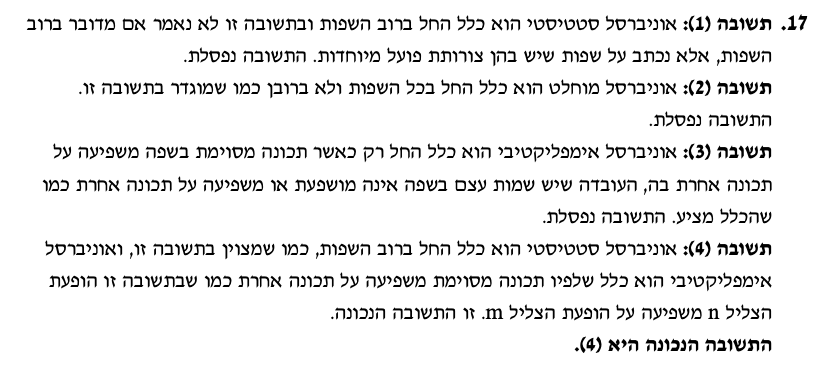 17. תשובה (1): אוניברסל סטטיסטי הוא כלל החל ברוב השפות ובתשובה זו לא נאמר אם מדובר ברוב
השפות, אלא נכתב על שפות שיש בהן צורותת פועל מיוחדות. התשובה נפסלת.
תשובה (2): אוניברסל מוחלט הוא כלל החל בכל השפות ולא ברובן כמו שמוגדר בתשובה זו.
התשובה נפסלת.
תשובה (3): אוניברסל אימפליקטיבי הוא כלל החל רק כאשר תכונה מסוימת בשפה משפיעה על
תכונה אחרת בה, העובדה שיש שמות עצם בשפה אינה מושפעת או משפיעה על תכונה אחרת כמו
שהכלל מציע. התשובה נפסלת.
תשובה (4): אוניברסל סטטיסטי הוא כלל החל ברוב השפות, כמו שמצוין בתשובה זו, ואוניברסל
אימפליקטיבי הוא כלל שלפיו תכונה מסוימת משפיעה על תכונה אחרת כמו שבתשובה זו הופעת
הצליל n משפיעה על הופעת הצליל m. זו התשובה הנכונה.
התשובה הנכונה היא (4).